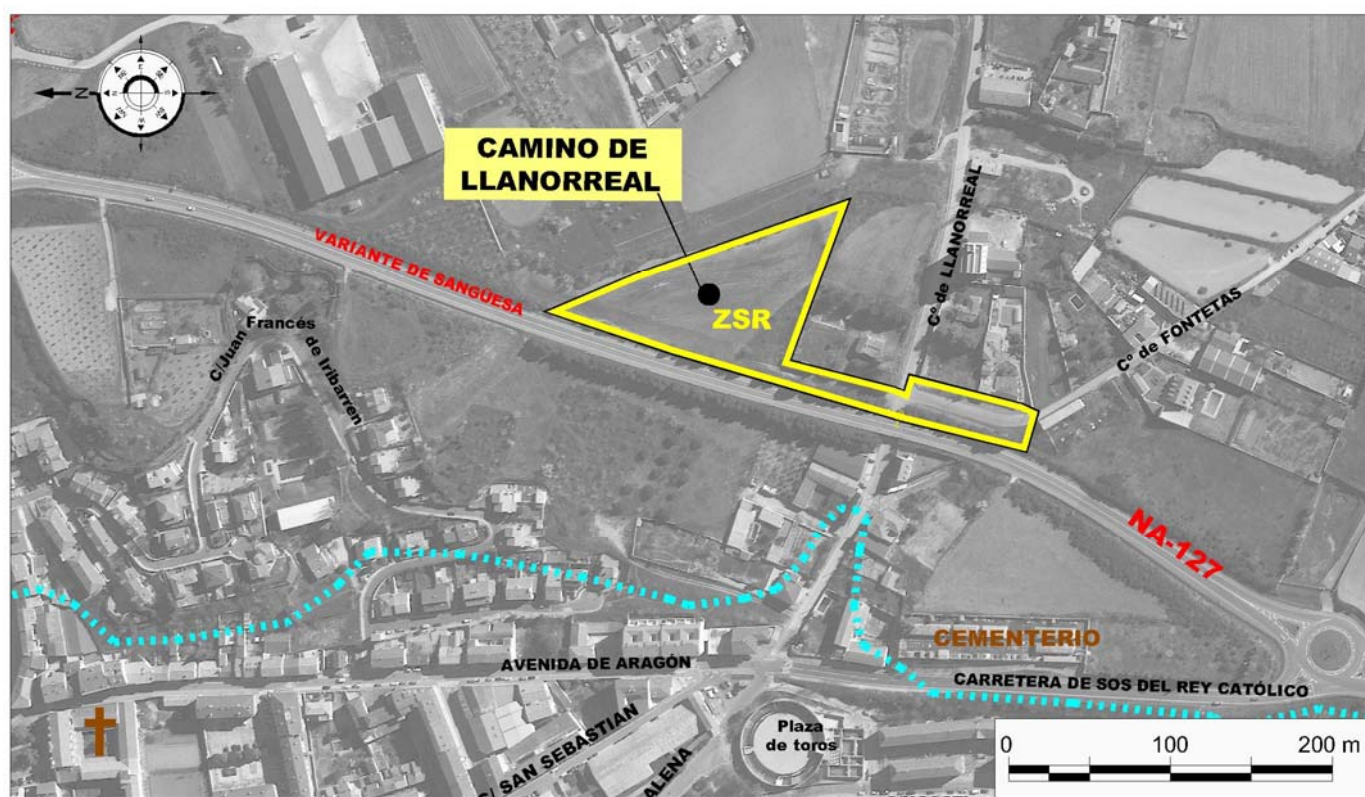 N
CAMINO DE
LLANORREAL
VARIANTE DE SANGÜESA
ZSR
Cº de LLANORREAL
Cº de FONTETAS
C/Juan
Francés
de Iribarren
NA-127
CEMENTERIO
AVENIDA DE ARAGÓN
CARRETERA DE SOS DEL REY CATÓLICO
C/ SAN SEBASTIAN
ALENA
Plaza
de toros
0 100 200 m